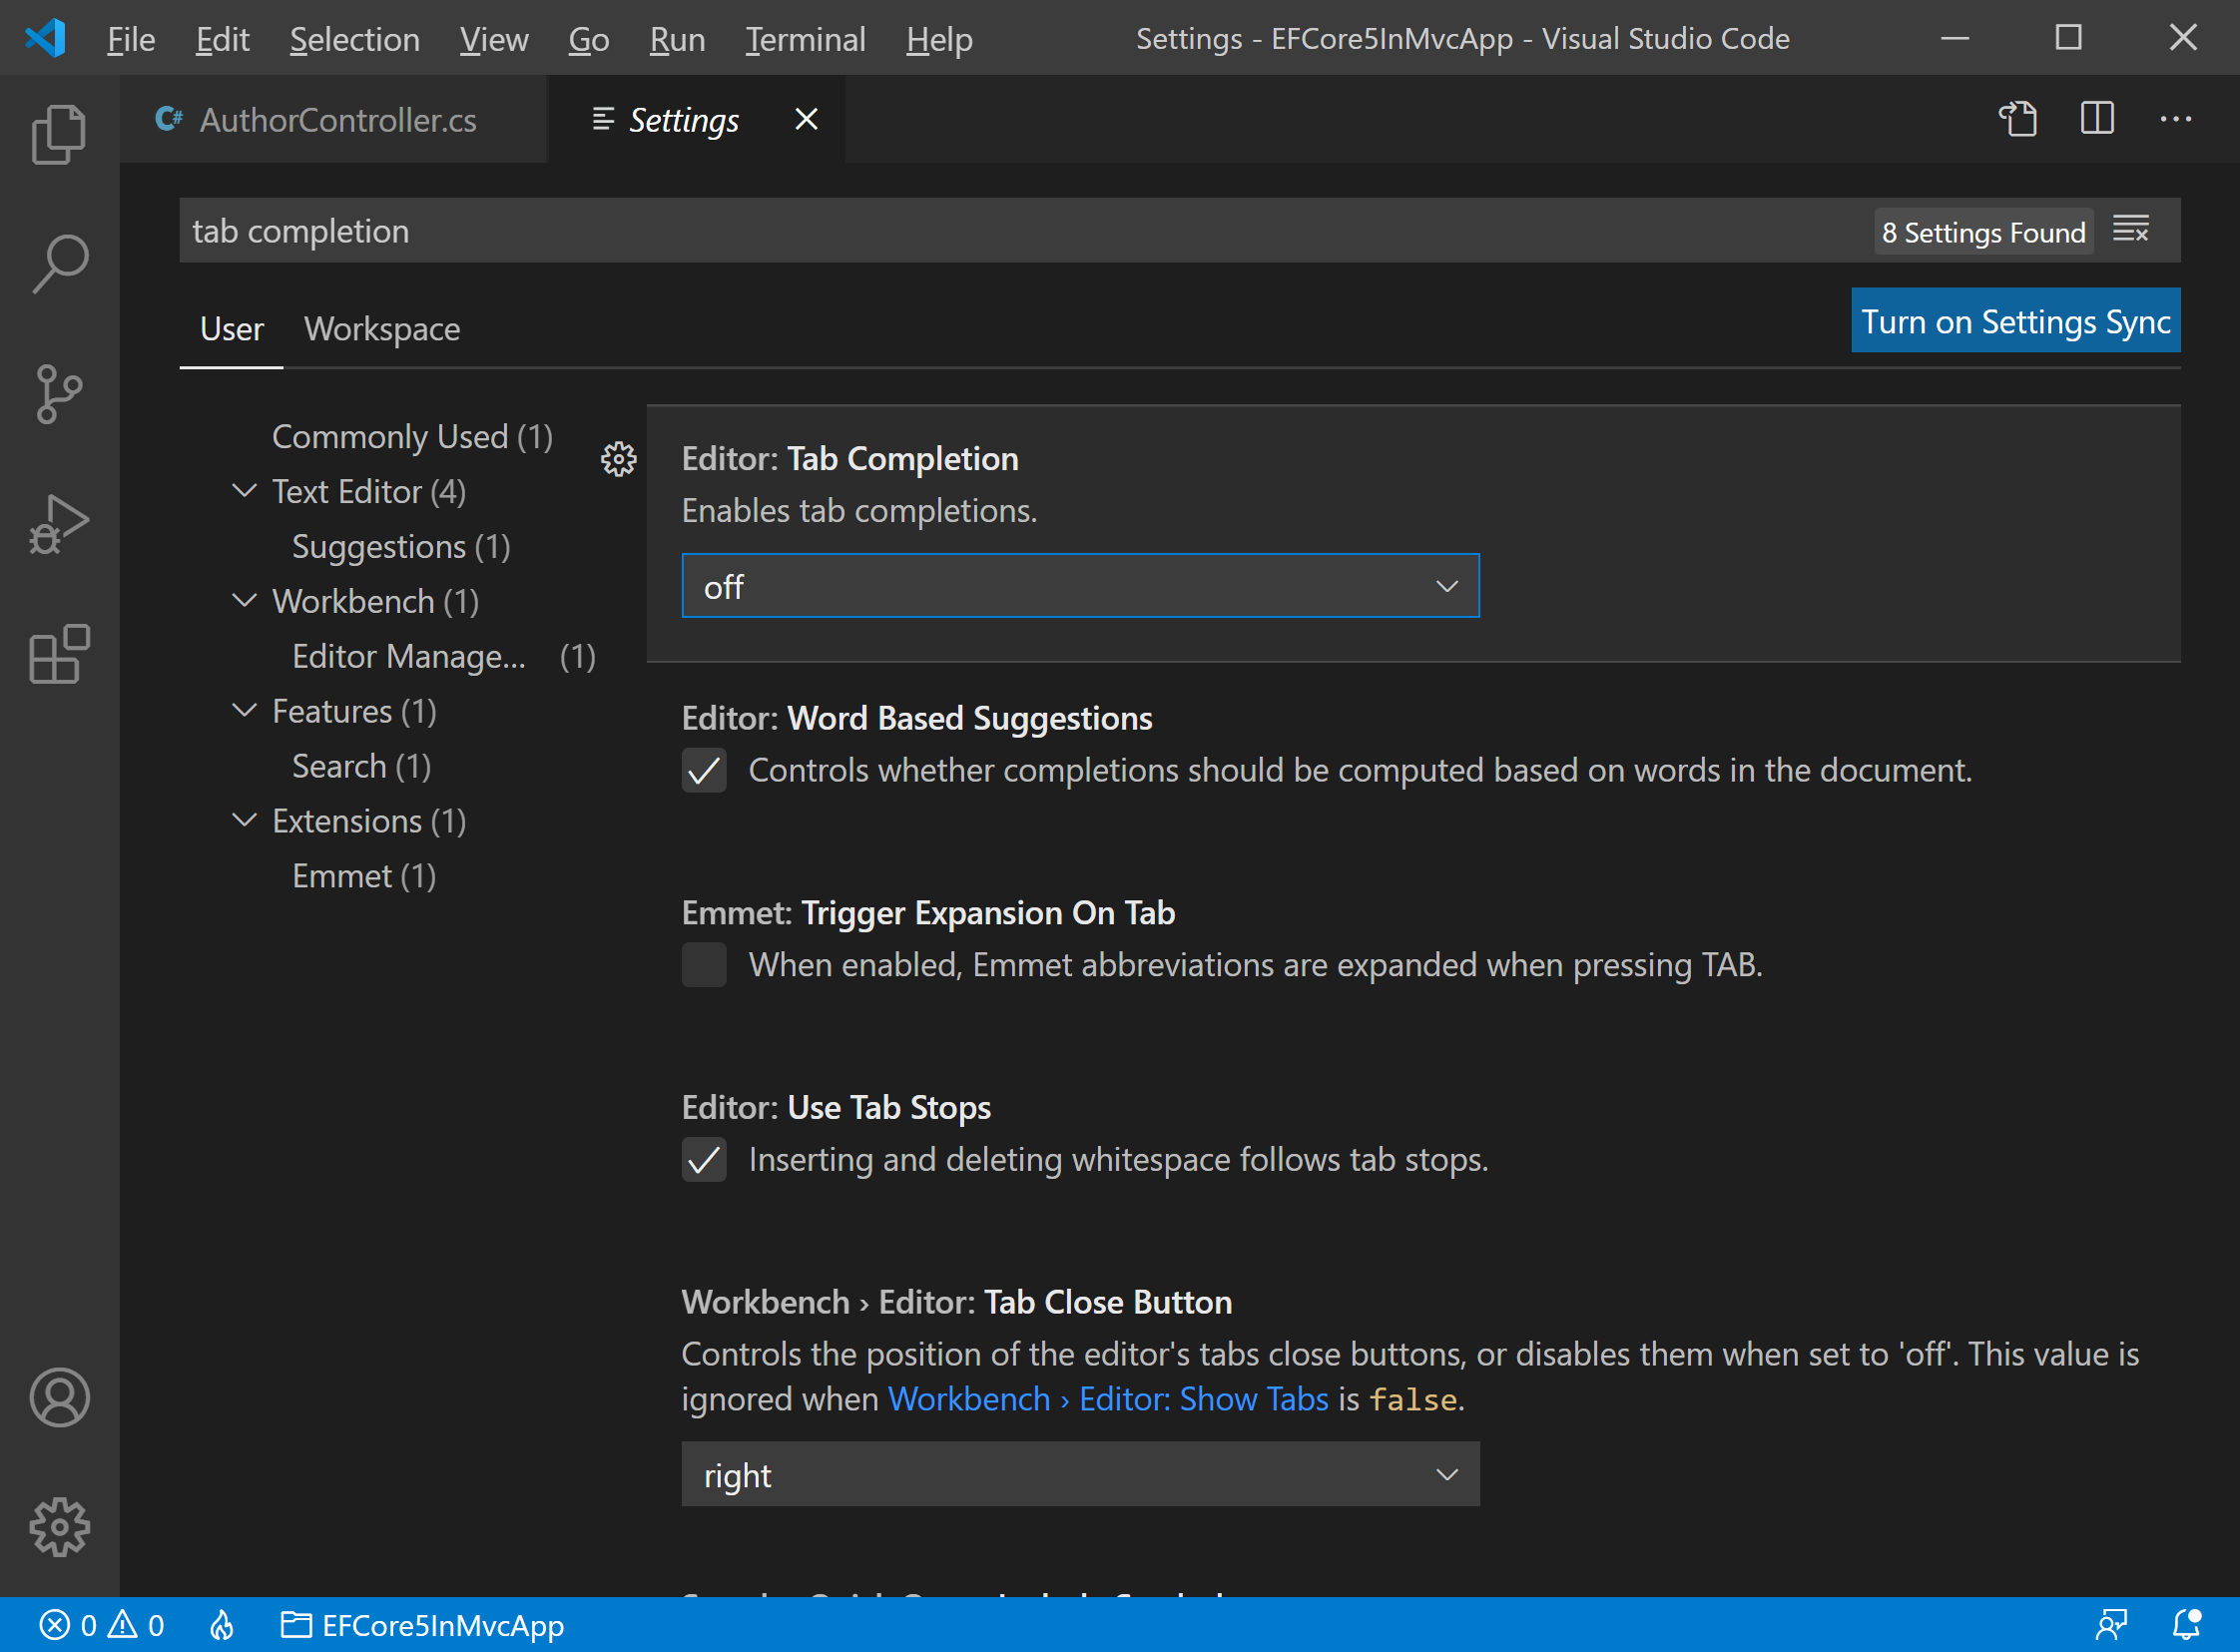 File Edit Selection View Go Run Terminal Help Settings - EFCore5InMvcApp - Visual Studio Code
C# AuthorController.cs Settings
tab completion 8 Settings Found
User Workspace Turn on Settings Sync
Commonly Used (1)
Text Editor (4)
Suggestions (1)
Workbench (1)
Editor Manage... (1)
Features (1)
Search (1)
Extensions (1)
Emmet (1)
Editor: Tab Completion
Enables tab completions.
off
Editor: Word Based Suggestions
Controls whether completions should be computed based on words in the document.
Emmet: Trigger Expansion On Tab
When enabled, Emmet abbreviations are expanded when pressing TAB.
Editor: Use Tab Stops
Inserting and deleting whitespace follows tab stops.
Workbench › Editor: Tab Close Button
Controls the position of the editor's tabs close buttons, or disables them when set to 'off'. This value is
ignored when Workbench › Editor: Show Tabs is false.
right
0 0 EFCore5InMvcApp